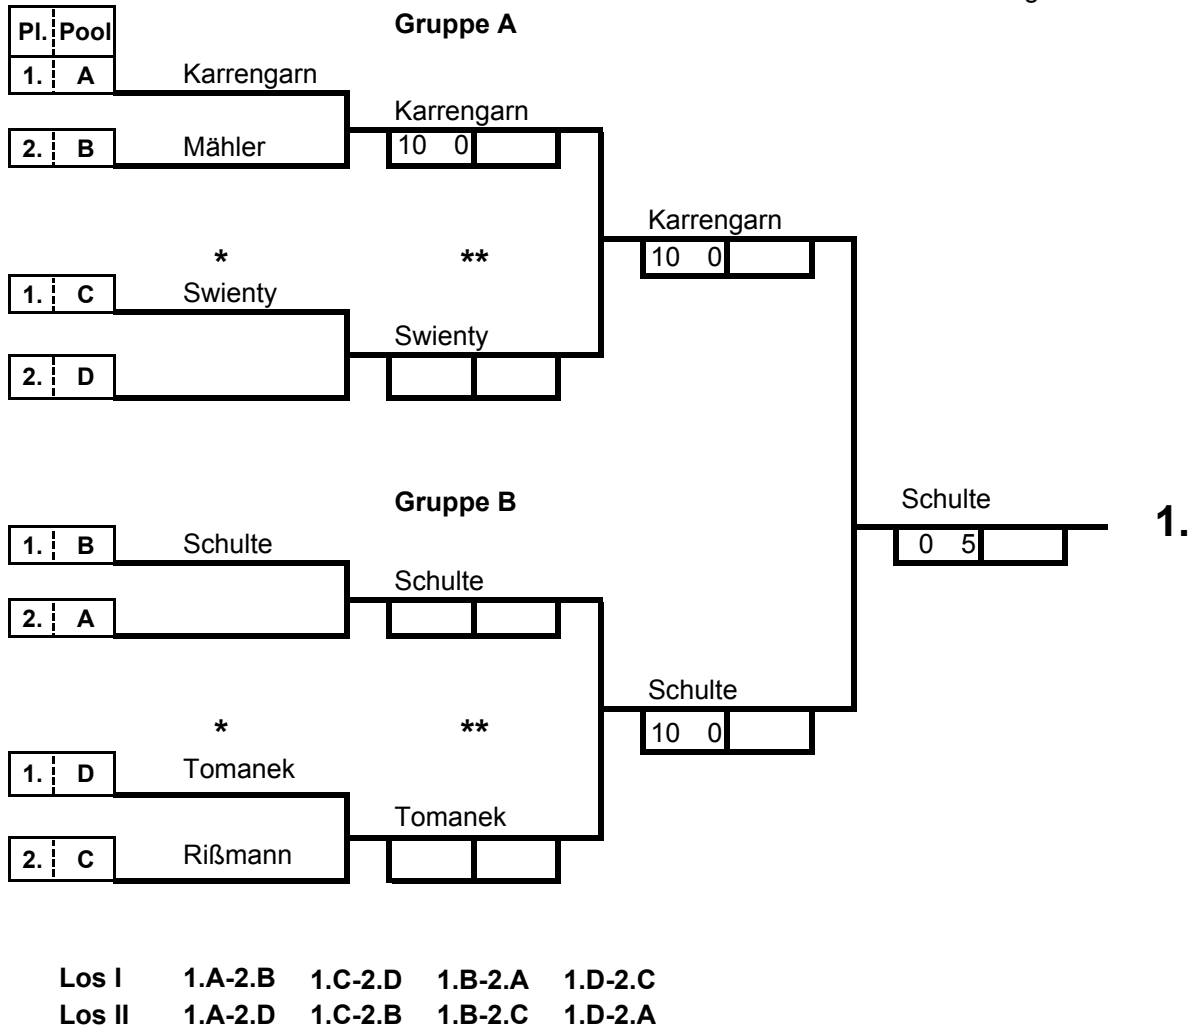 Pl. Pool
Gruppe A
1. A Karrengarn
Karrengarn
2. B Mähler
10 0
Karrengarn
10 0
* **
1. C Swienty
Swienty
2. D
Gruppe B
Schulte
1.
0 5
1. B Schulte
Schulte
2. A
Schulte
10 0
* **
1. D Tomanek
Tomanek
2. C Rißmann
Los I 1.A-2.B 1.C-2.D 1.B-2.A 1.D-2.C
Los II 1.A-2.D 1.C-2.B 1.B-2.C 1.D-2.A